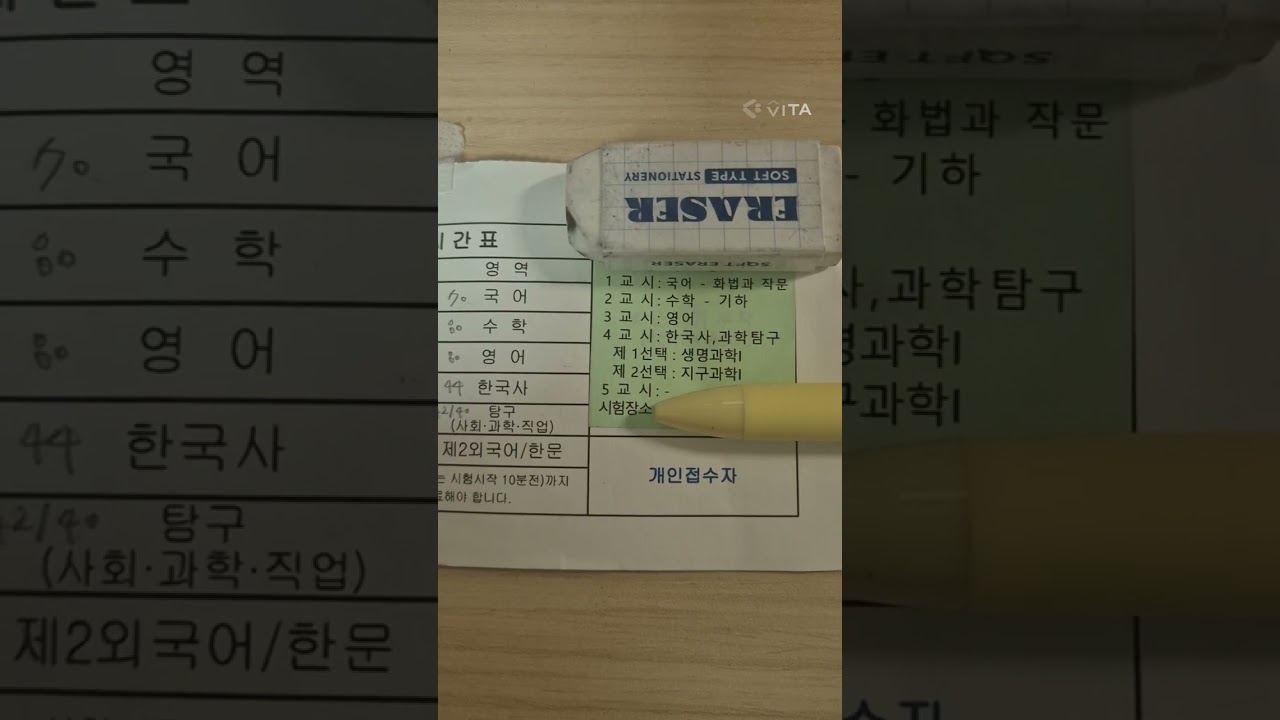 VITA
SOFT TYPE STATIONERY
ERASER
SOFT ERASER
시간표
영 역
국 어
수 학
영 어
44 한국사
탐구
(사회·과학·직업)
제2외국어/한문
는 시험시작 10분전)까지
료해야 합니다.
1 교 시 : 국어 - 화법과 작문
2 교 시 : 수학 - 기하
3 교 시 : 영어
4 교 시 : 한국사,과학탐구
제 1선택 : 생명과학I
제 2선택 : 지구과학I
5 교 시 : -
시험장소
개인접수자